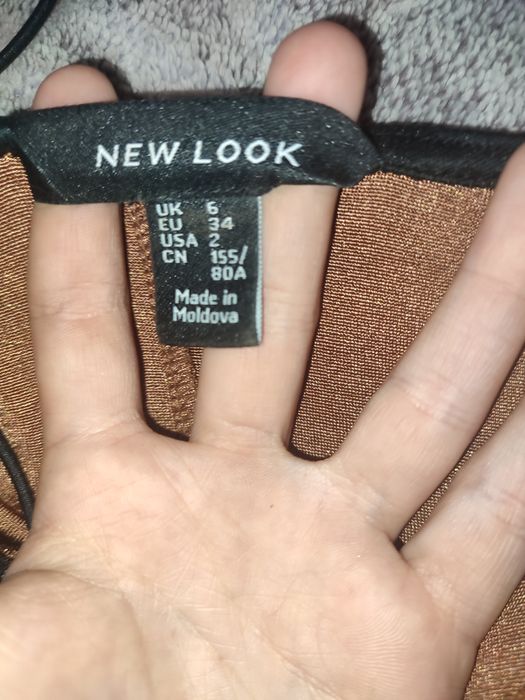 NEW LOOK
UK 6
EU 34
USA 2
CN 155/
80A
Made in
Moldova